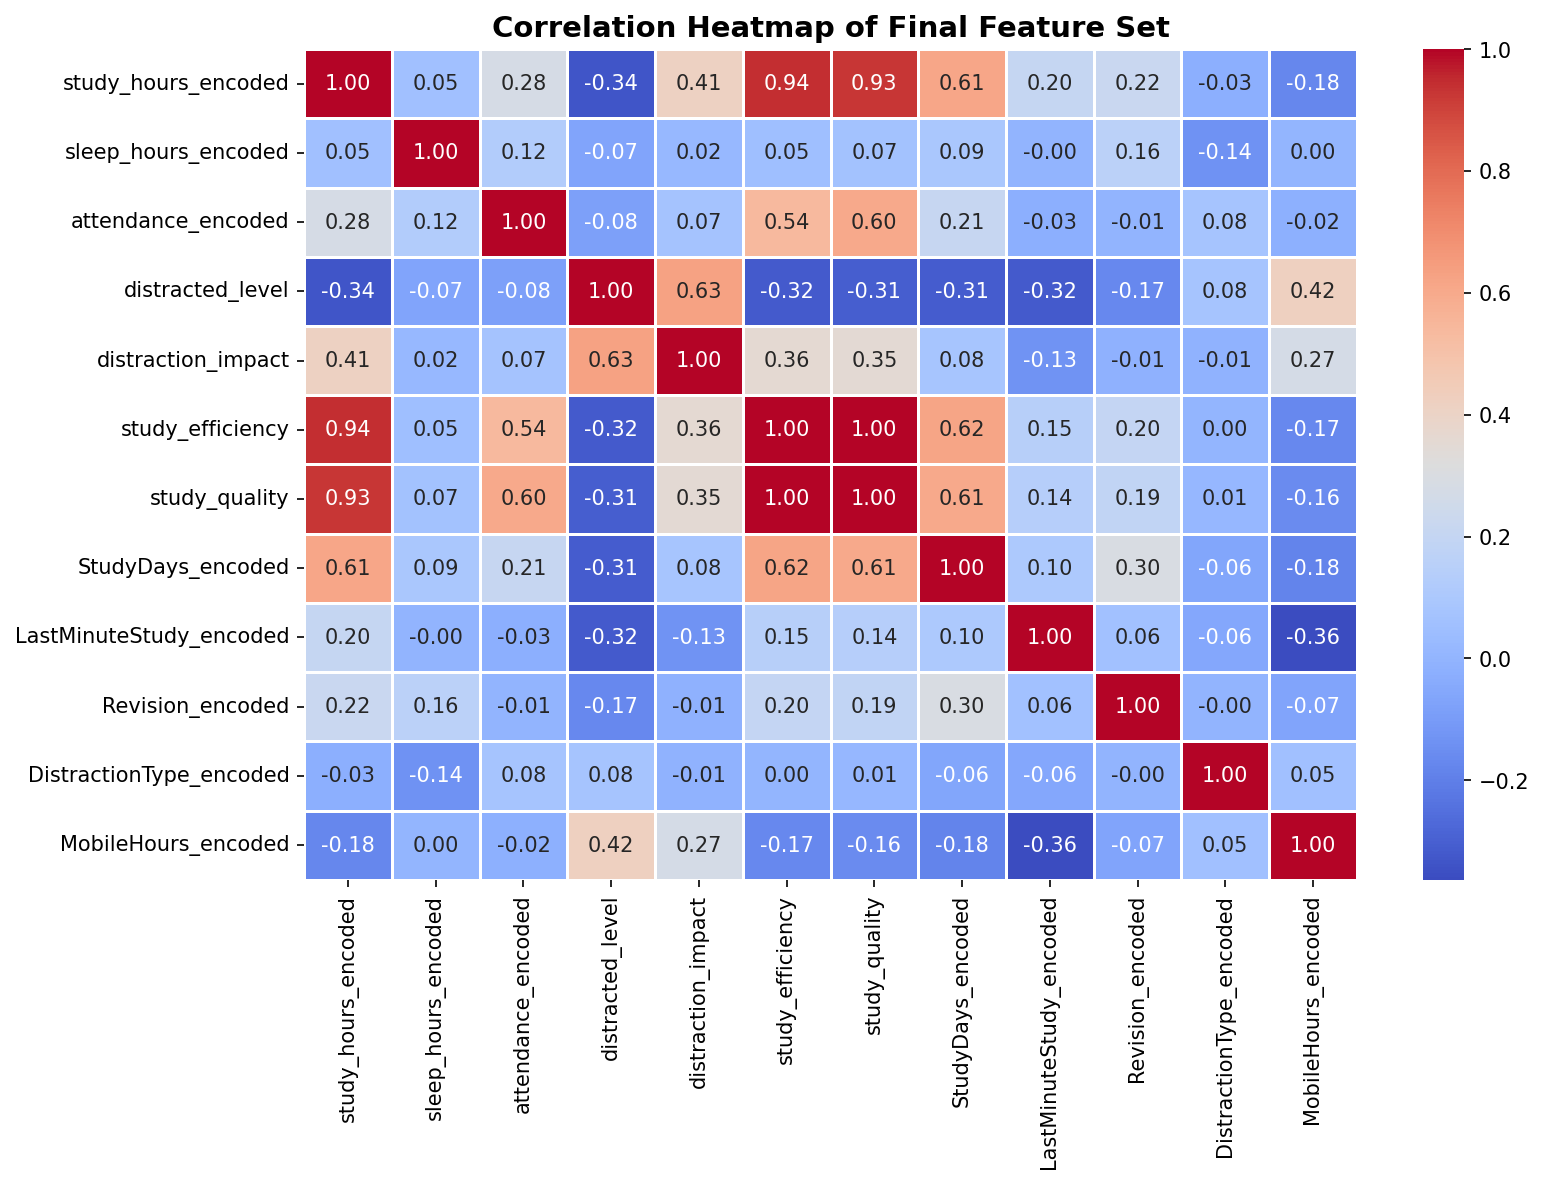 Correlation Heatmap of Final Feature Set
study_hours_encoded 1.00 0.05 0.28 -0.34 0.41 0.94 0.93 0.61 0.20 0.22 -0.03 -0.18
sleep_hours_encoded 0.05 1.00 0.12 -0.07 0.02 0.05 0.07 0.09 -0.00 0.16 -0.14 0.00
attendance_encoded 0.28 0.12 1.00 -0.08 0.07 0.54 0.60 0.21 -0.03 -0.01 0.08 -0.02
distracted_level -0.34 -0.07 -0.08 1.00 0.63 -0.32 -0.31 -0.31 -0.32 -0.17 0.08 0.42
distraction_impact 0.41 0.02 0.07 0.63 1.00 0.36 0.35 0.08 -0.13 -0.01 -0.01 0.27
study_efficiency 0.94 0.05 0.54 -0.32 0.36 1.00 1.00 0.62 0.15 0.20 0.00 -0.17
study_quality 0.93 0.07 0.60 -0.31 0.35 1.00 1.00 0.61 0.14 0.19 0.01 -0.16
StudyDays_encoded 0.61 0.09 0.21 -0.31 0.08 0.62 0.61 1.00 0.10 0.30 -0.06 -0.18
LastMinuteStudy_encoded 0.20 -0.00 -0.03 -0.32 -0.13 0.15 0.14 0.10 1.00 0.06 -0.06 -0.36
Revision_encoded 0.22 0.16 -0.01 -0.17 -0.01 0.20 0.19 0.30 0.06 1.00 -0.00 -0.07
DistractionType_encoded -0.03 -0.14 0.08 0.08 -0.01 0.00 0.01 -0.06 -0.06 -0.00 1.00 0.05
MobileHours_encoded -0.18 0.00 -0.02 0.42 0.27 -0.17 -0.16 -0.18 -0.36 -0.07 0.05 1.00
study_hours_encoded
sleep_hours_encoded
attendance_encoded
distracted_level
distraction_impact
study_efficiency
study_quality
StudyDays_encoded
LastMinuteStudy_encoded
Revision_encoded
DistractionType_encoded
MobileHours_encoded
1.0
0.8
0.6
0.4
0.2
0.0
−0.2